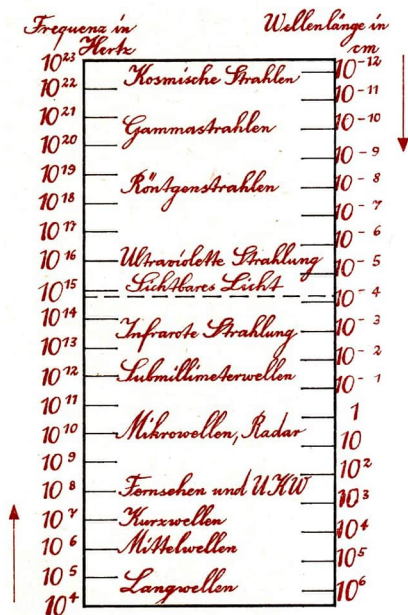 Frequenz in Hertz
Wellenlänge in cm
10²³ Kosmische Strahlen 10⁻¹²
10²² 10⁻¹¹
10²¹ Gammastrahlen 10⁻¹⁰
10²⁰ 10⁻⁹
10¹⁹ Röntgenstrahlen 10⁻⁸
10¹⁸ 10⁻⁷
10¹⁷ 10⁻⁶
10¹⁶ Ultraviolette Strahlung 10⁻⁵
10¹⁵ Sichtbares Licht 10⁻⁴
10¹⁴ Infrarote Strahlung 10⁻³
10¹³ 10⁻²
10⁻¹² Submillimeterwellen 10⁻¹
10¹¹ 1
10¹⁰ Mikrowellen, Radar 10
10⁹ 10²
10⁸ Fernsehen und UKW 10³
10⁷ Kurzwellen 10⁴
10⁶ Mittelwellen 10⁵
10⁵ Langwellen 10⁶
10⁴